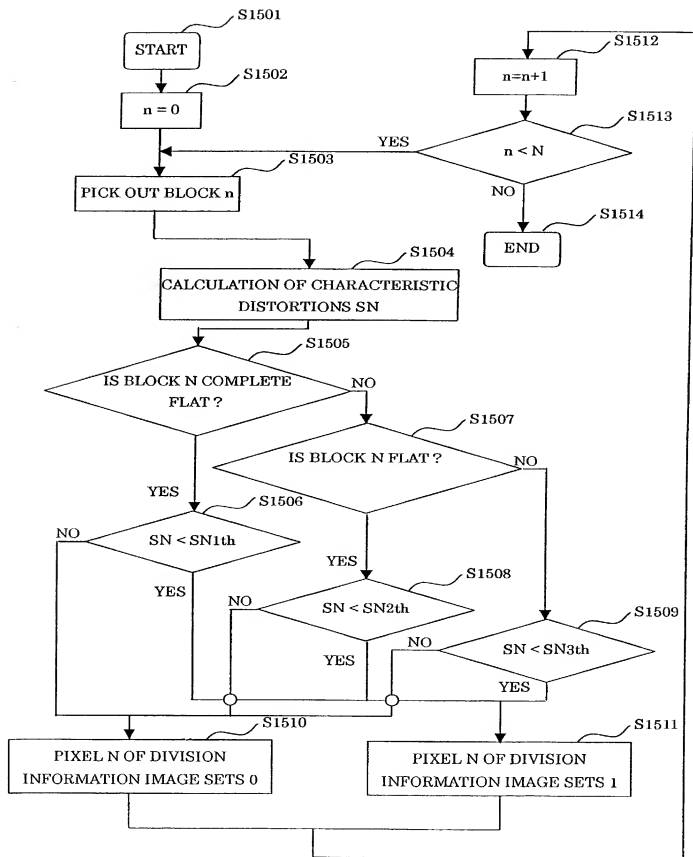 S1501
START
S1502
n = 0
S1503
PICK OUT BLOCK n
S1504
CALCULATION OF CHARACTERISTIC
DISTORTIONS SN
S1505
IS BLOCK N COMPLETE
FLAT ?
NO
YES
S1507
IS BLOCK N FLAT ?
NO
YES
S1506
SN < SN1th
NO
YES
S1508
SN < SN2th
NO
YES
S1509
SN < SN3th
NO
YES
S1510
PIXEL N OF DIVISION
INFORMATION IMAGE SETS 0
S1511
PIXEL N OF DIVISION
INFORMATION IMAGE SETS 1
S1512
n=n+1
S1513
n < N
YES
NO
S1514
END